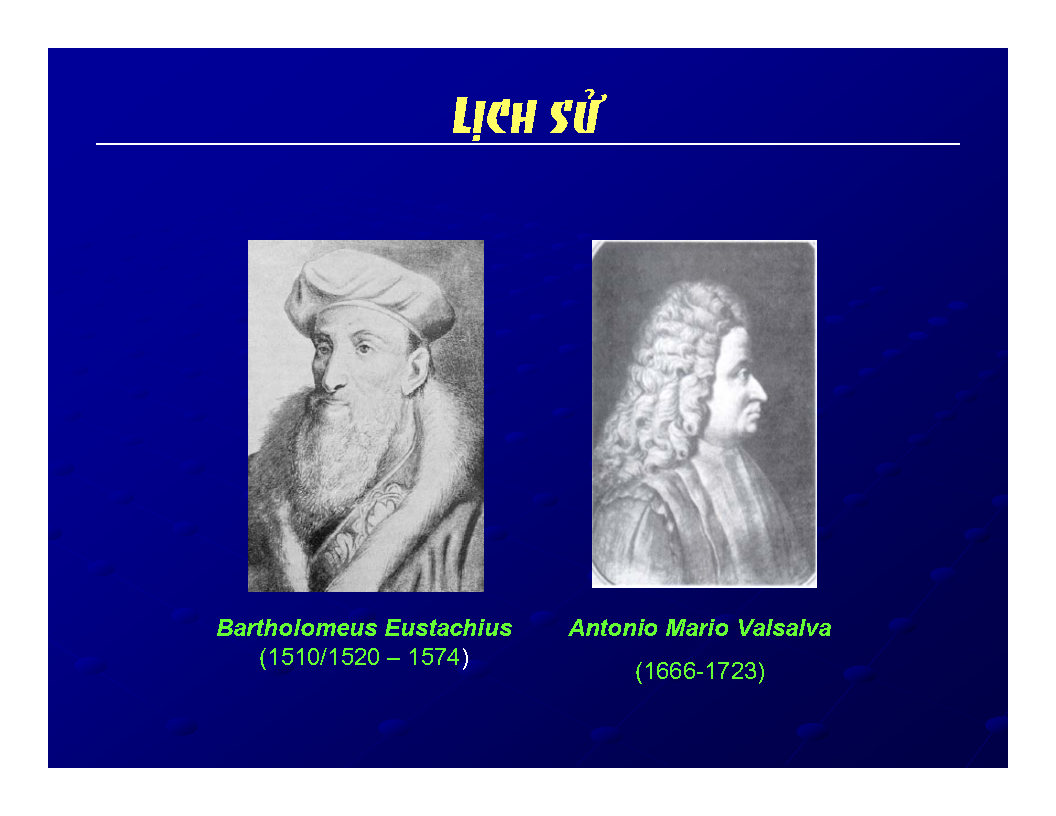 LỊCH SỬ
Bartholomeus Eustachius
(1510/1520 – 1574)
Antonio Mario Valsalva
(1666-1723)